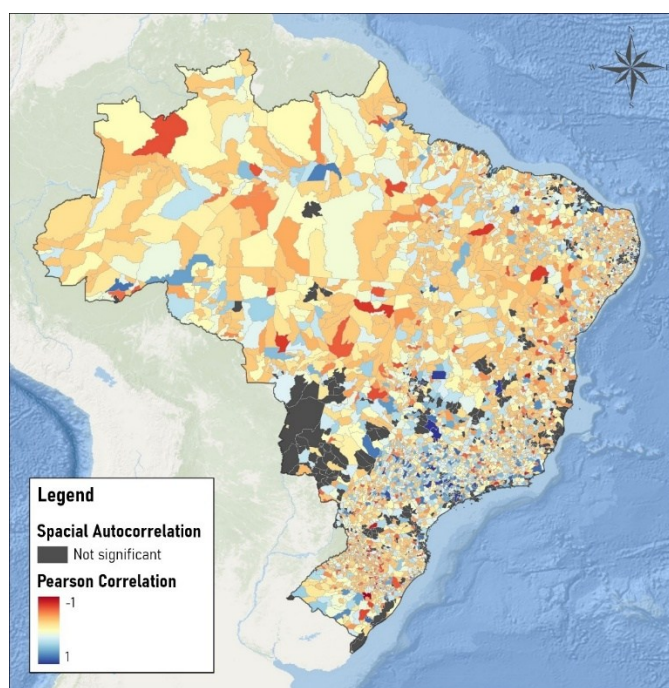 Legend
Spacial Autocorrelation
Not significant
Pearson Correlation
-1
1